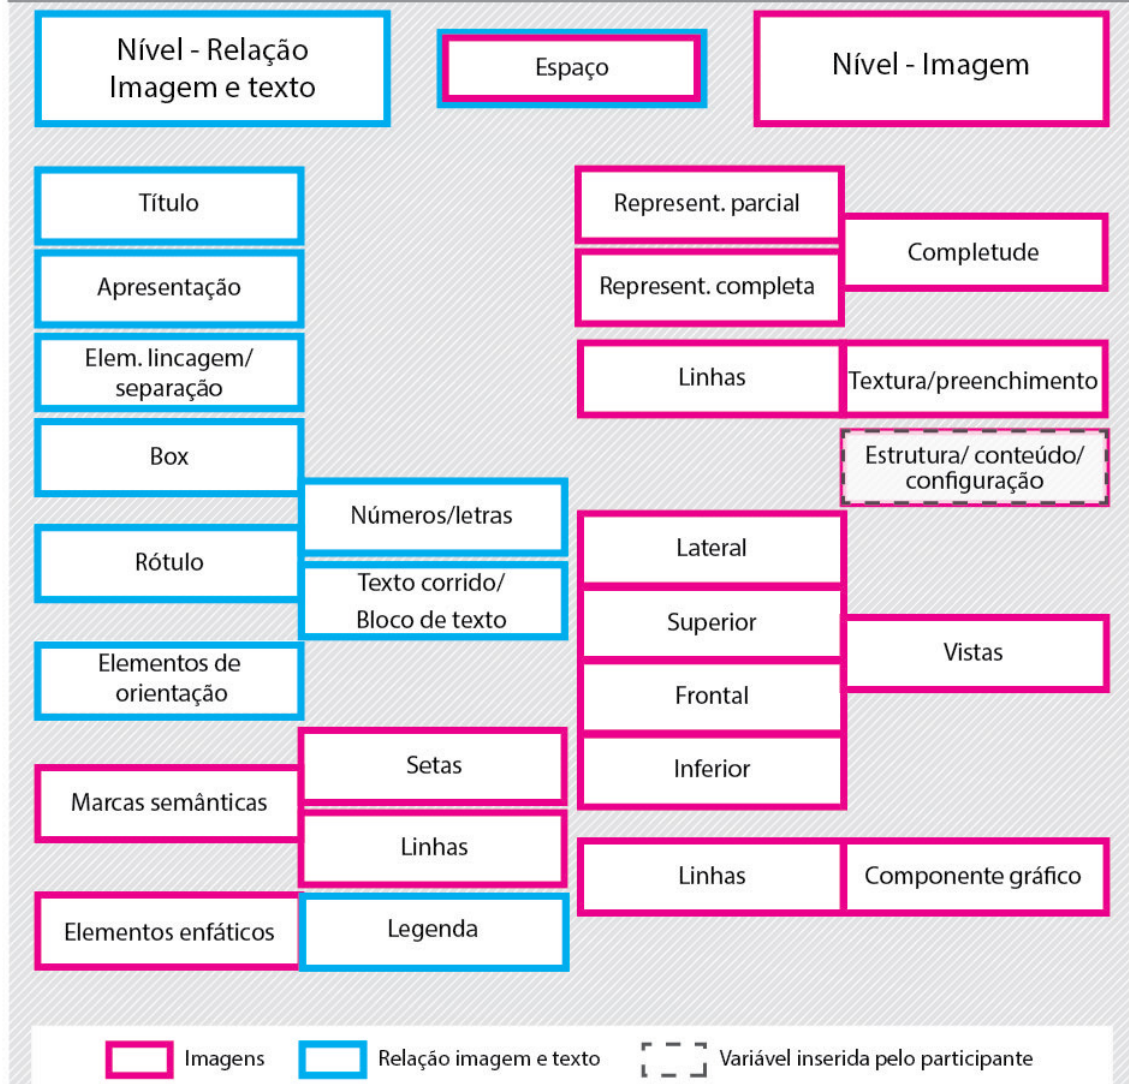 Nível - Relação
Imagem e texto
Espaço
Nível - Imagem
Título
Apresentação
Elem. lincagem/
separação
Box
Rótulo
Números/letras
Texto corrido/
Bloco de texto
Elementos de
orientação
Marcas semânticas
Setas
Linhas
Elementos enfáticos
Legenda
Represent. parcial
Represent. completa
Completude
Linhas
Textura/preenchimento
Estrutura/ conteúdo/
configuração
Lateral
Superior
Frontal
Inferior
Vistas
Linhas
Componente gráfico
Imagens
Relação imagem e texto
Variável inserida pelo participante